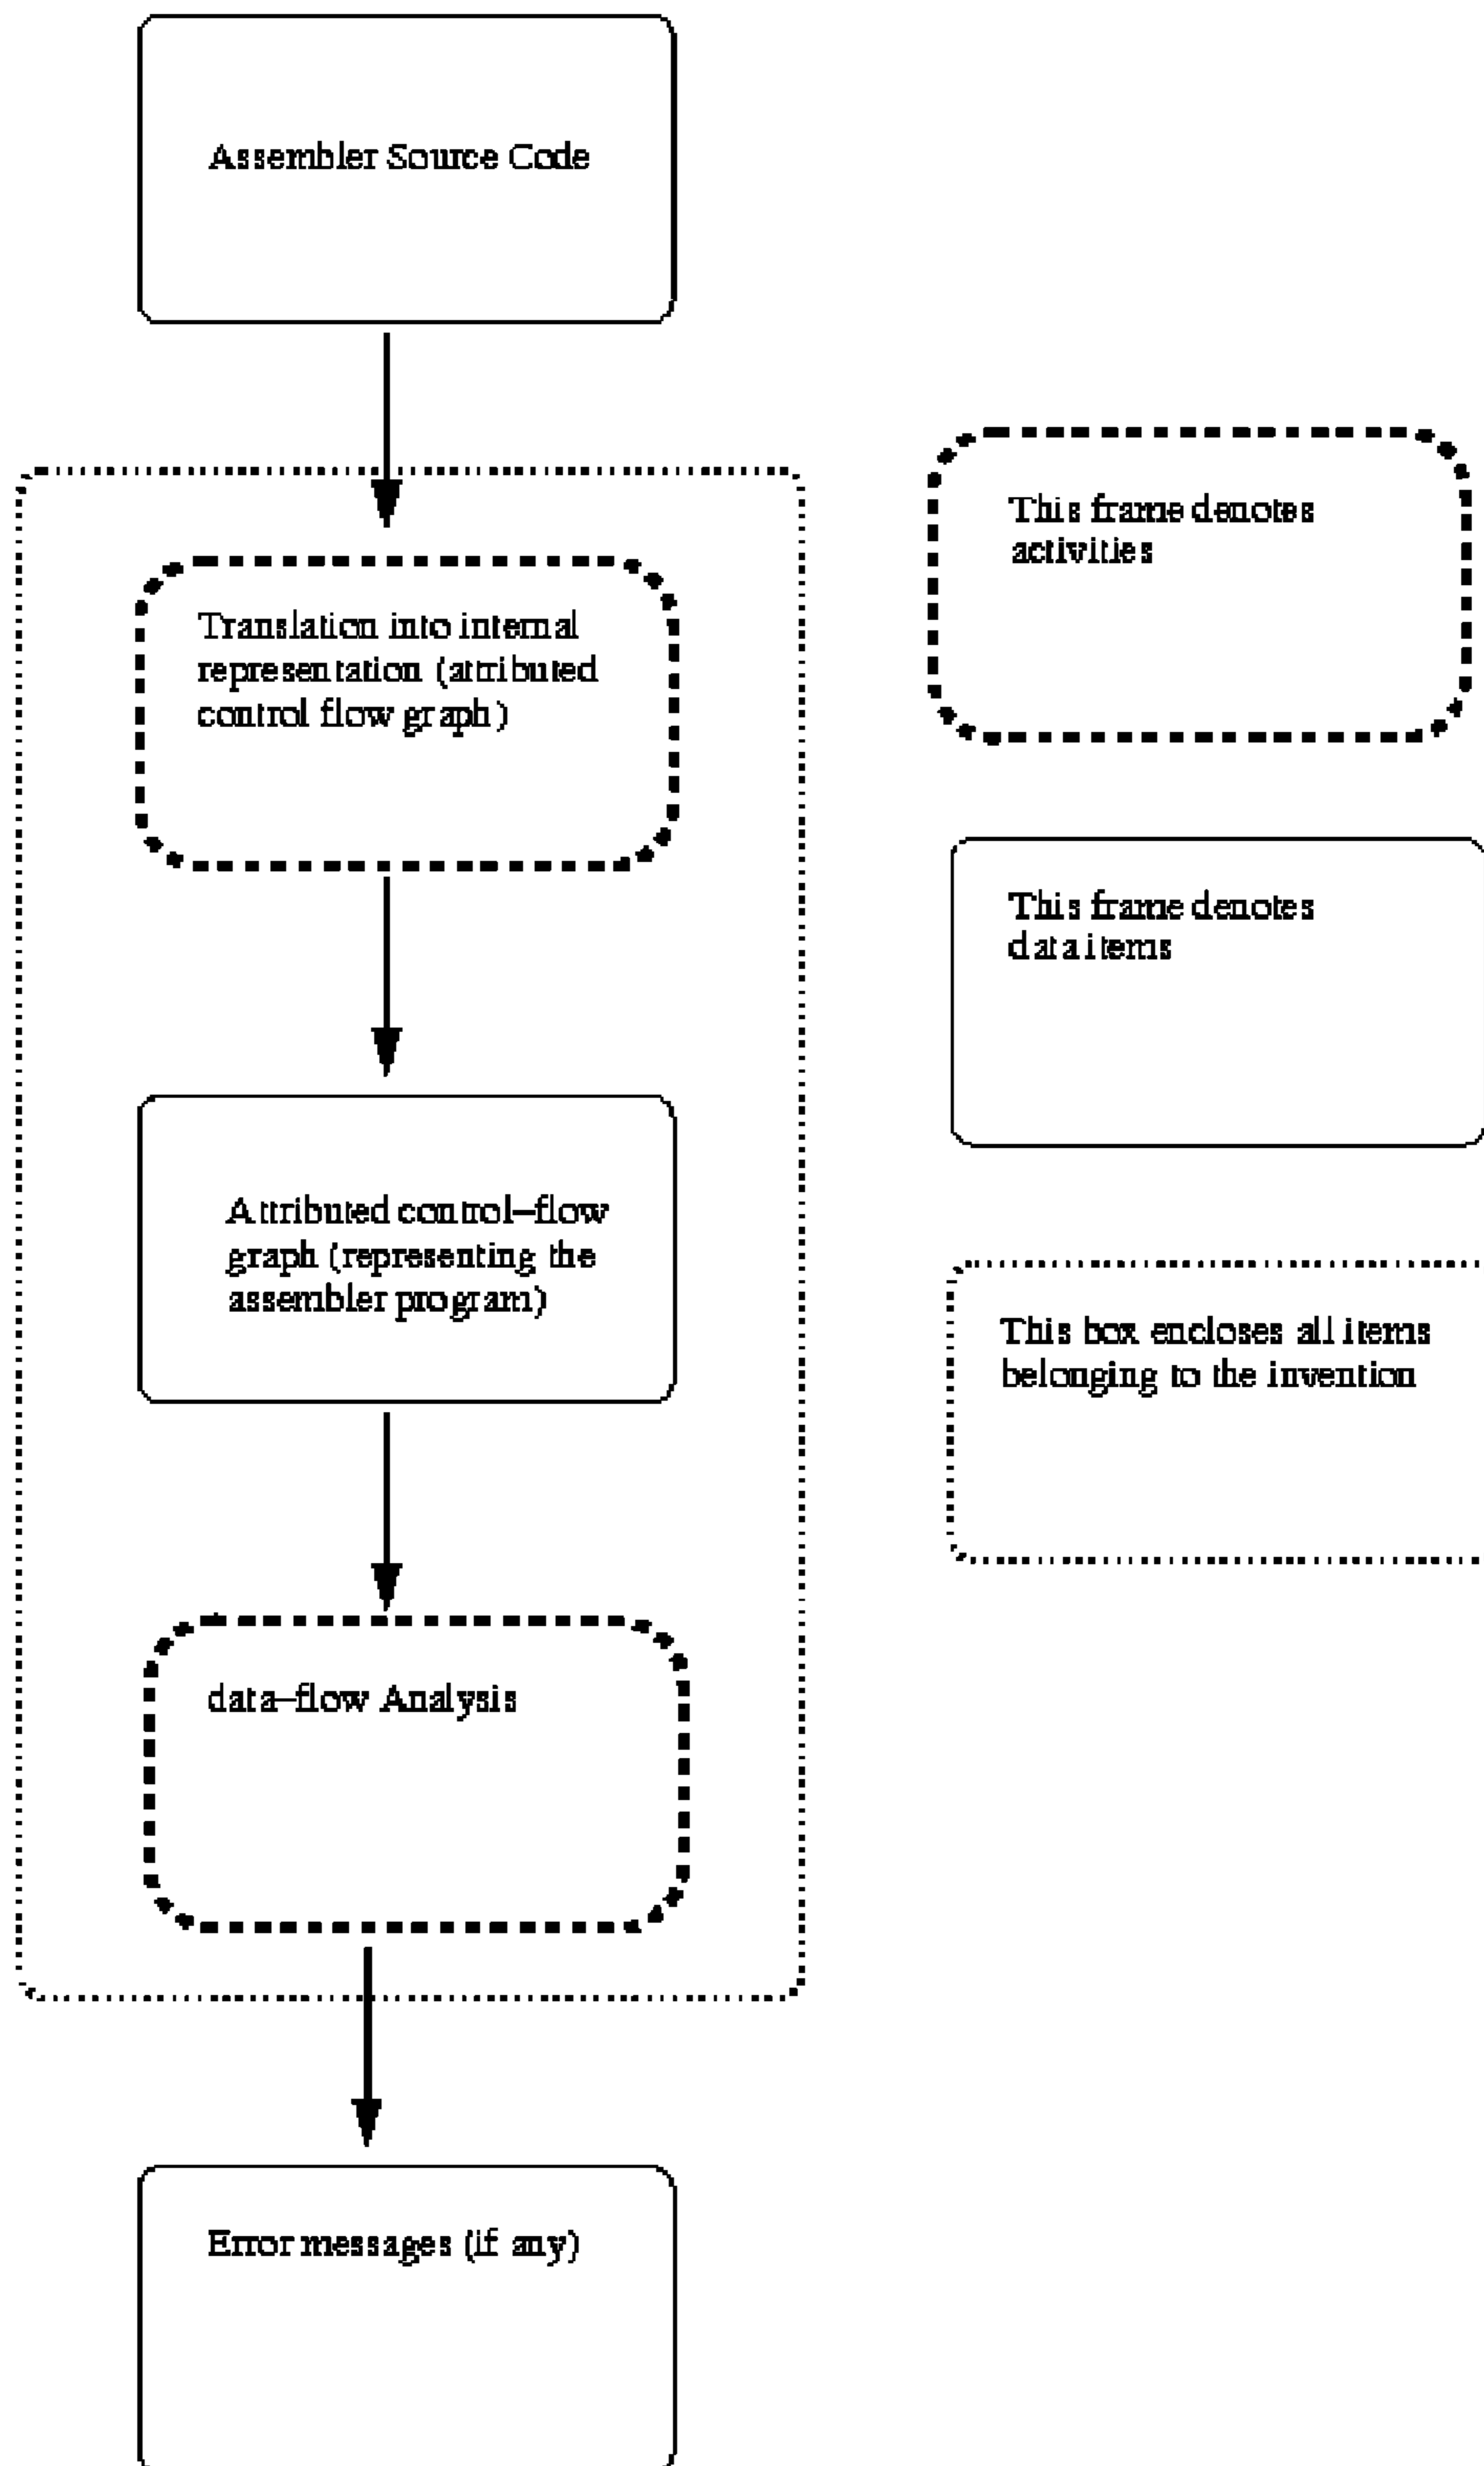 Assembler Source Code
Translation into internal
representation (attributed
control flow graph)
Attributed control–flow
graph (representing the
assembler program)
data–flow Analysis
Error messages (if any)
This frame denotes
activities
This frame denotes
data items
This box encloses all items
belonging to the invention